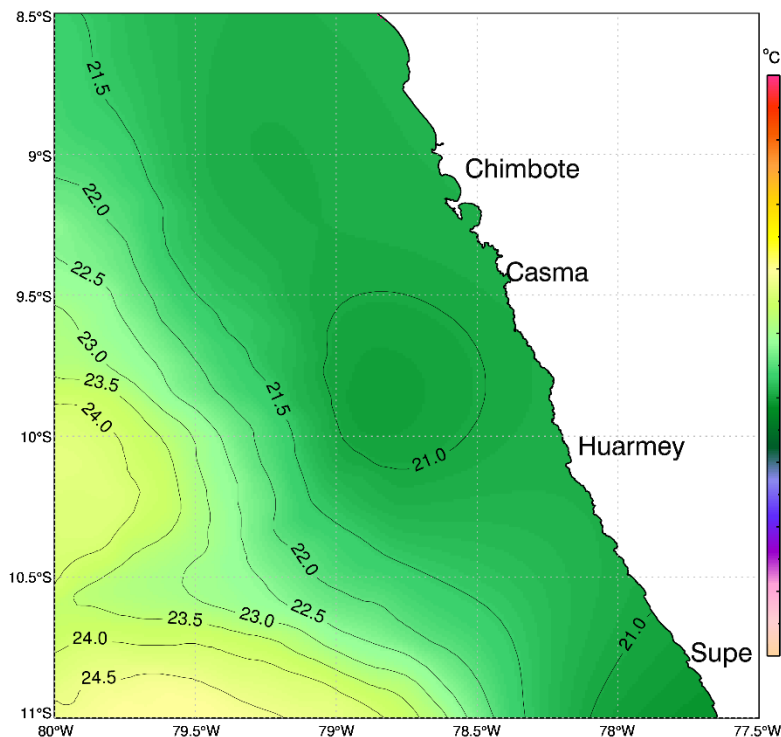 8.5°S
°C
21.5
9°S
Chimbote
22.0
Casma
22.5
9.5°S
23.0
23.5
21.5
24.0
10°S
Huarmey
21.0
22.0
10.5°S
22.5
23.0
23.5
21.0
24.0
Supe
24.5
11°S
80°W
79.5°W
79°W
78.5°W
78°W
77.5°W